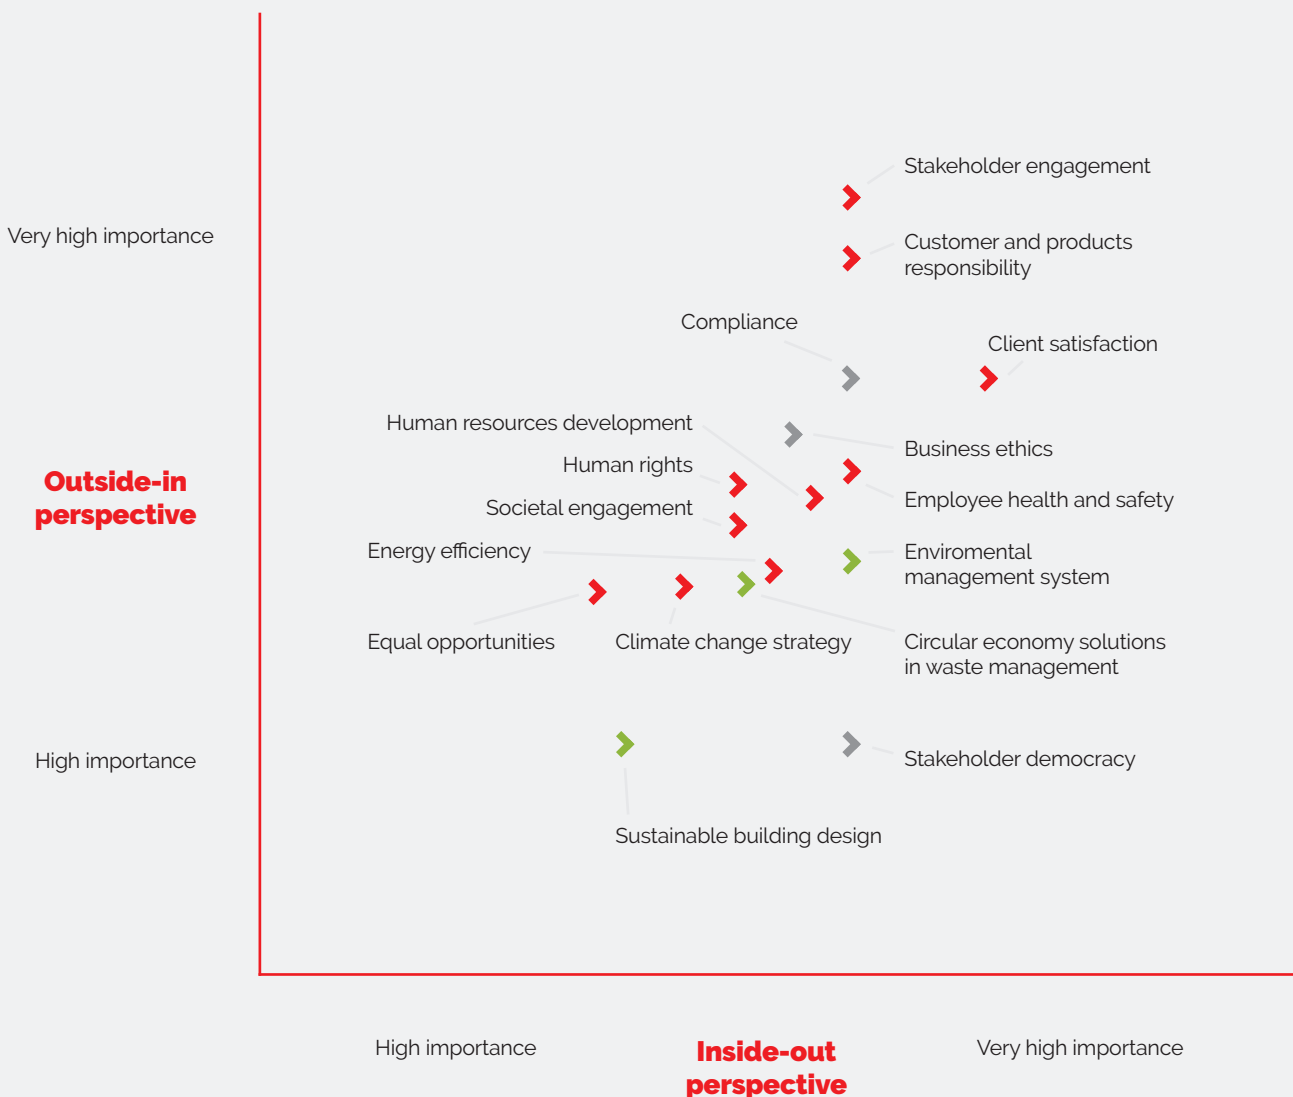 Stakeholder engagement
Very high importance
Customer and products
responsibility
Compliance
Client satisfaction
Human resources development
Business ethics
Human rights
Outside-in
perspective
Employee health and safety
Societal engagement
Energy efficiency
Enviromental
management system
Equal opportunities
Climate change strategy
Circular economy solutions
in waste management
High importance
Stakeholder democracy
Sustainable building design
High importance
Inside-out
perspective
Very high importance